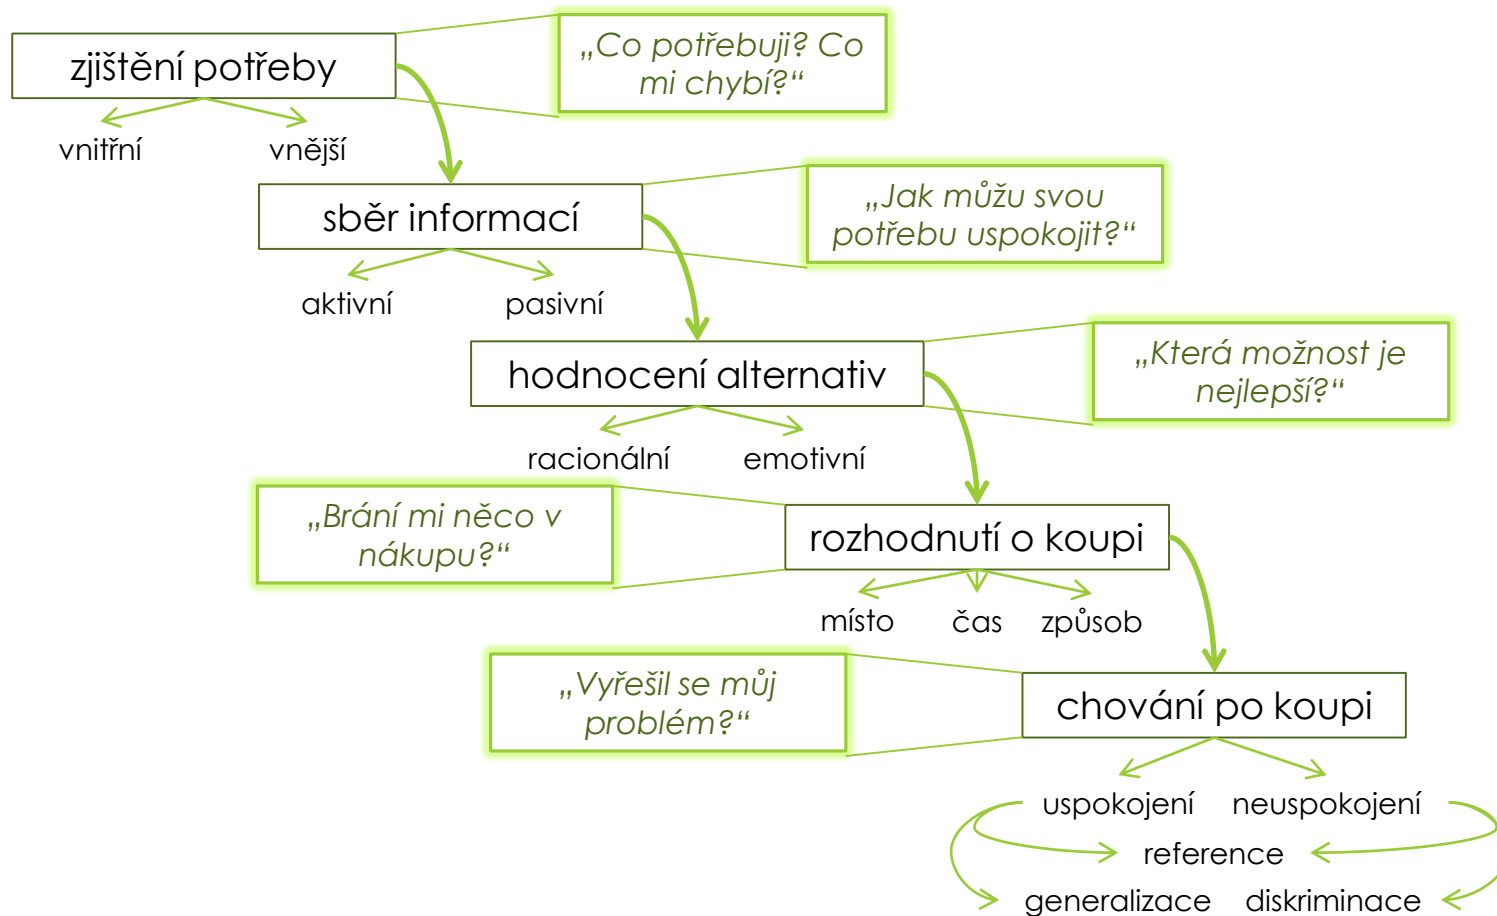 zjištění potřeby
„Co potřebuji? Co
mi chybí?“
vnitřní
vnější
sběr informací
„Jak můžu svou
potřebu uspokojit?“
aktivní
pasivní
hodnocení alternativ
„Která možnost je
nejlepší?“
racionální
emotivní
„Brání mi něco v
nákupu?“
rozhodnutí o koupi
místo
čas
způsob
„Vyřešil se můj
problém?“
chování po koupi
uspokojení
neuspokojení
reference
generalizace
diskriminace